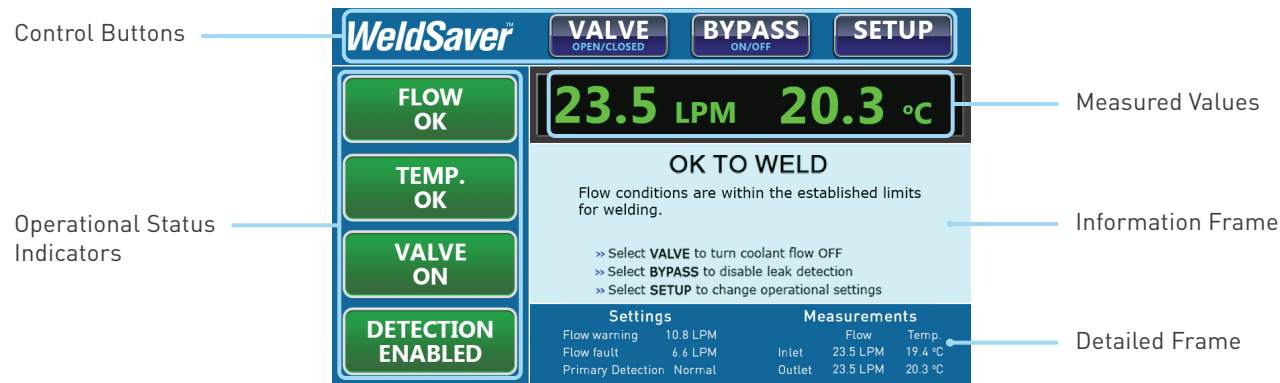 Control Buttons
WeldSaver™
VALVE
OPEN/CLOSED
BYPASS
ON/OFF
SETUP
FLOW
OK
TEMP.
OK
VALVE
ON
DETECTION
ENABLED
Operational Status
Indicators
23.5 LPM 20.3 ºC
Measured Values
OK TO WELD
Flow conditions are within the established limits
for welding.
» Select VALVE to turn coolant flow OFF
» Select BYPASS to disable leak detection
» Select SETUP to change operational settings
Information Frame
Settings
Flow warning 10.8 LPM
Flow fault 6.6 LPM
Primary Detection Normal
Measurements
Flow Temp.
Inlet 23.5 LPM 19.4 ºC
Outlet 23.5 LPM 20.3 ºC
Detailed Frame